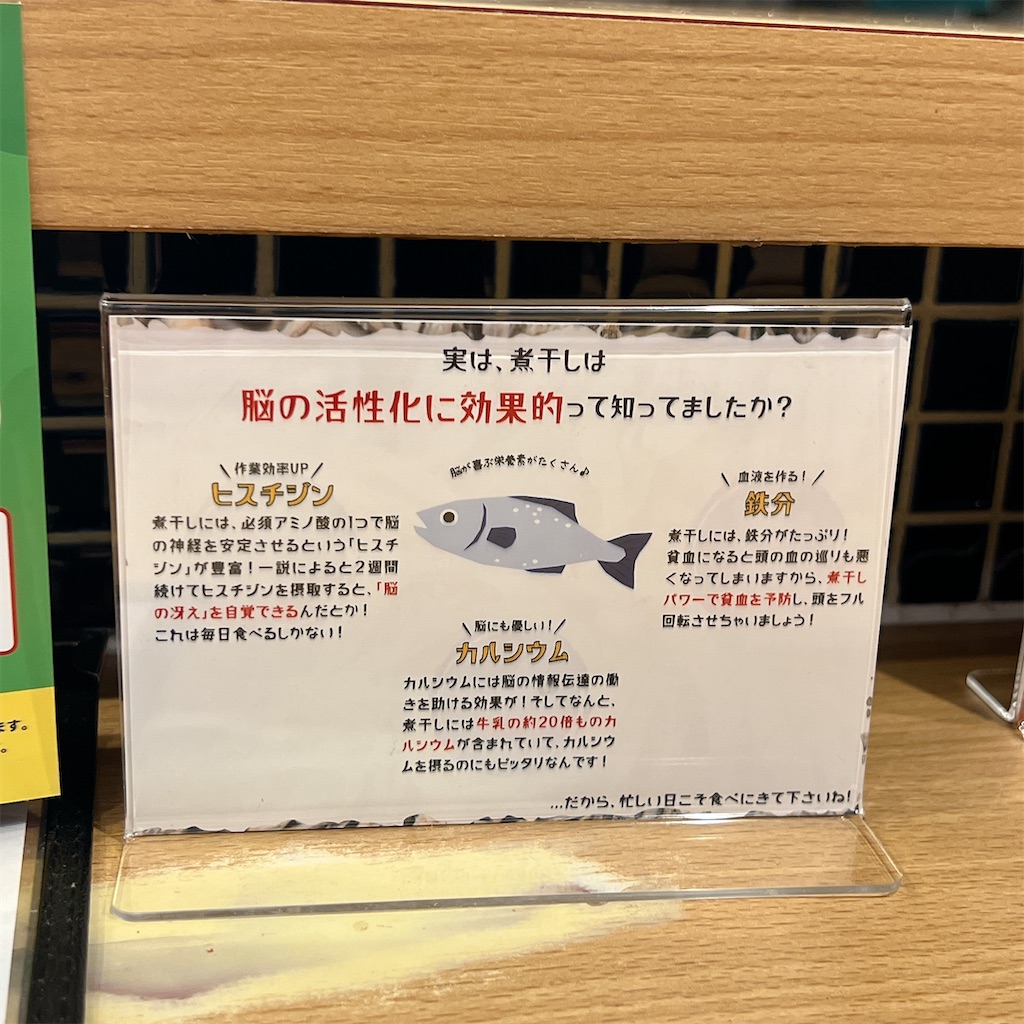 実は、煮干しは
脳の活性化に効果的って知ってましたか？
作業効率UP
ヒスチジン
煮干しには、必須アミノ酸の1つで脳
の神経を安定させるという「ヒスチ
ジン」が豊富！一説によると2週間
続けてヒスチジンを摂取すると、「脳
の冴え」を自覚できるんだとか！
これは毎日食べるしかない！
脳が喜ぶ栄養素がたくさん♪
血液を作る！
鉄分
煮干しには、鉄分がたっぷり！
貧血になると頭の血の巡りも悪
くなってしまいますから、煮干し
パワーで貧血を予防し、頭をフル
回転させちゃいましょう！
脳にも優しい！
カルシウム
カルシウムには脳の情報伝達の働
きを助ける効果が！そしてなんと、
煮干しには牛乳の約20倍ものカ
ルシウムが含まれていて、カルシウ
ムを摂るのにもピッタリなんです！
...だから、忙しい日こそ食べにきて下さいね！
ます。
。